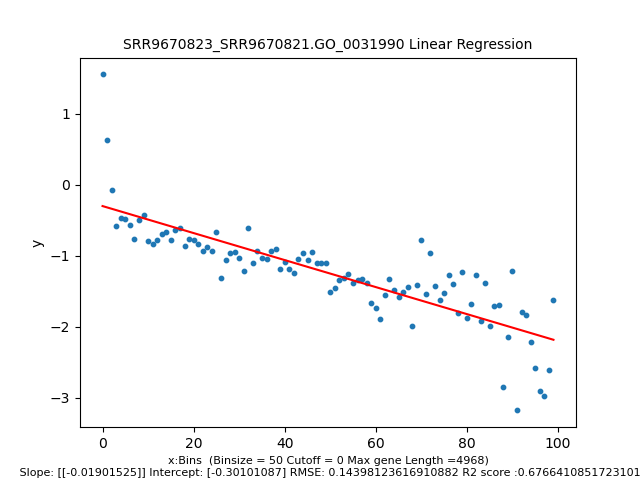 SRR9670823_SRR9670821.GO_0031990 Linear Regression
1
0
−1
−2
−3
y
0 20 40 60 80 100
x:Bins (Binsize = 50 Cutoff = 0 Max gene Length =4968)
Slope: [[-0.01901525]] Intercept: [-0.30101087] RMSE: 0.14398123616910882 R2 score :0.6766410851723101